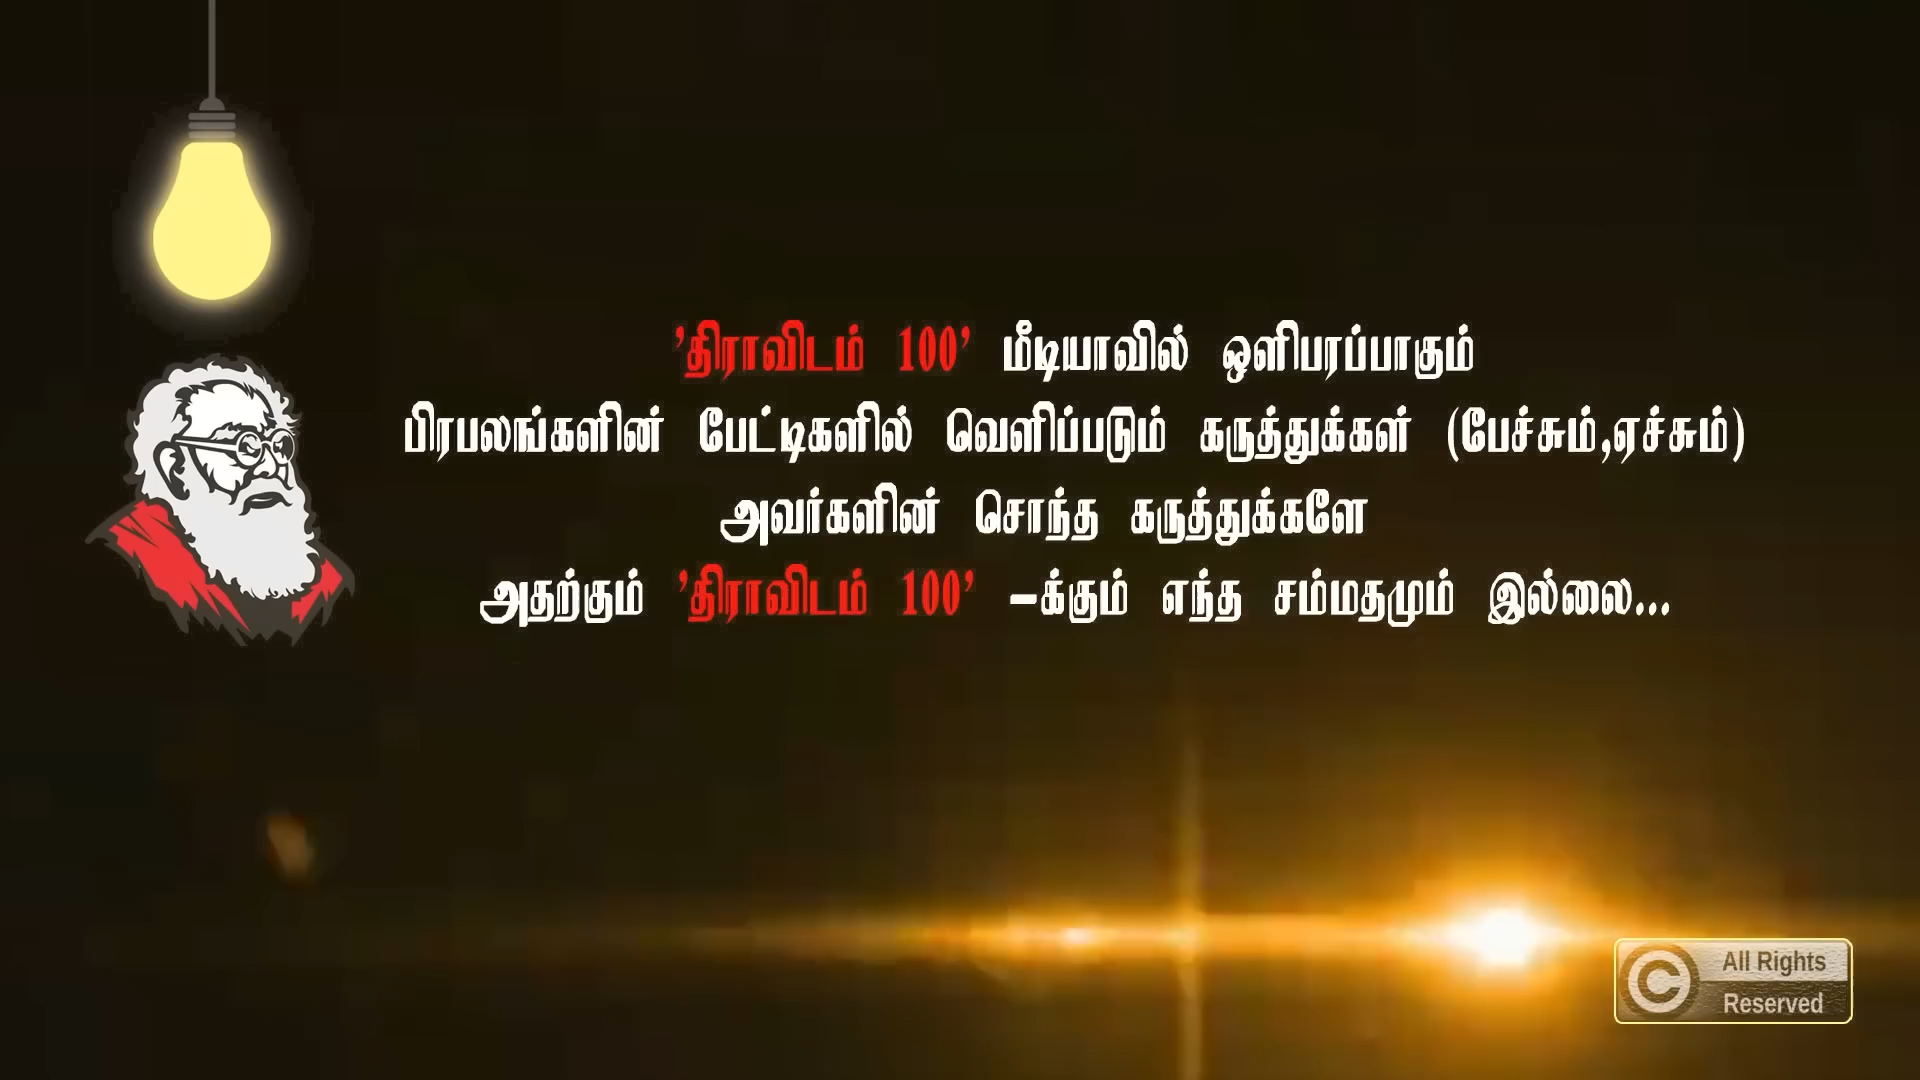 'திராவிடம் 100' மீடியாவில் ஒளிபரப்பாகும்
பிரபலங்களின் பேட்டிகளில் வெளிப்படும் கருத்துக்கள் (பேச்சும்,ஏச்சும்)
அவர்களின் சொந்த கருத்துக்களே
அதற்கும் 'திராவிடம் 100' -க்கும் எந்த சம்மதமும் இல்லை...
© All Rights
Reserved